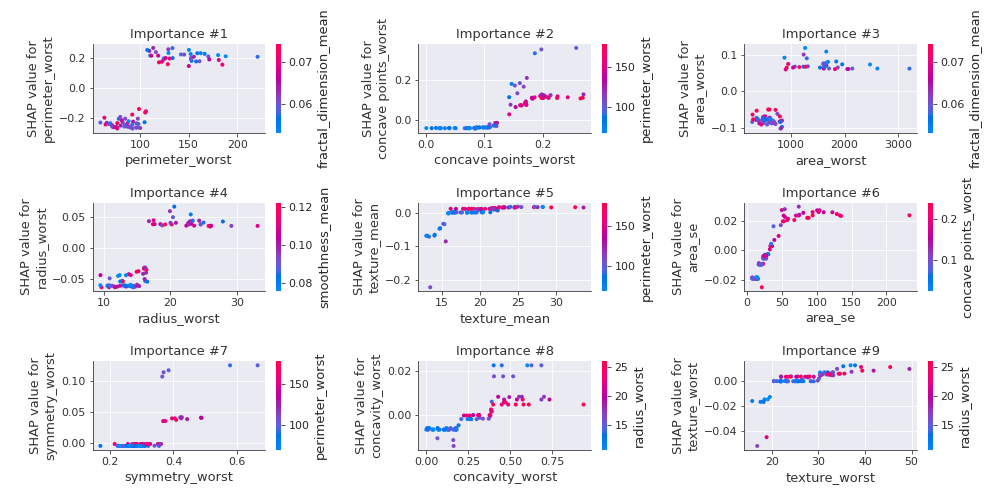 Importance #1
SHAP value for
perimeter_worst
0.2
0.0
−0.2
100
150
200
perimeter_worst
0.07
0.06
fractal_dimension_mean
Importance #2
SHAP value for
concave points_worst
0.2
0.0
0.0
0.1
0.2
concave points_worst
150
100
perimeter_worst
Importance #3
SHAP value for
area_worst
0.1
0.0
−0.1
1000
2000
3000
area_worst
0.07
0.06
fractal_dimension_mean
Importance #4
SHAP value for
radius_worst
0.05
0.00
−0.05
10
20
30
radius_worst
0.12
0.10
0.08
smoothness_mean
Importance #5
SHAP value for
texture_mean
0.0
−0.1
−0.2
15
20
25
30
texture_mean
150
100
perimeter_worst
Importance #6
SHAP value for
area_se
0.02
0.00
−0.02
0
50
100
150
200
area_se
0.2
0.1
concave points_worst
Importance #7
SHAP value for
symmetry_worst
0.10
0.05
0.00
0.2
0.4
0.6
symmetry_worst
150
100
perimeter_worst
Importance #8
SHAP value for
concavity_worst
0.02
0.00
0.00
0.25
0.50
0.75
concavity_worst
25
20
15
radius_worst
Importance #9
SHAP value for
texture_worst
0.00
−0.02
−0.04
20
30
40
50
texture_worst
25
20
15
radius_worst